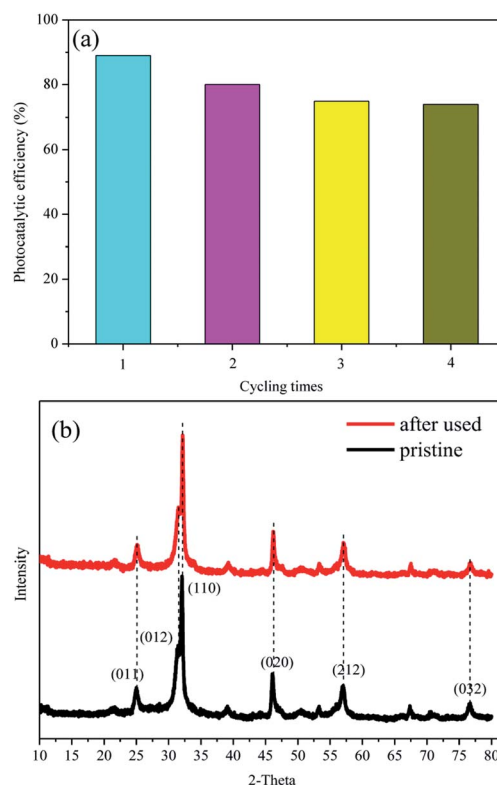 (a)
Photocatalytic efficiency (%)
100
80
60
40
20
0
1 2 3 4
Cycling times
(b)
after used
pristine
Intensity
(110)
(012)
(011)
(020)
(212)
(032)
10 15 20 25 30 35 40 45 50 55 60 65 70 75 80
2-Theta